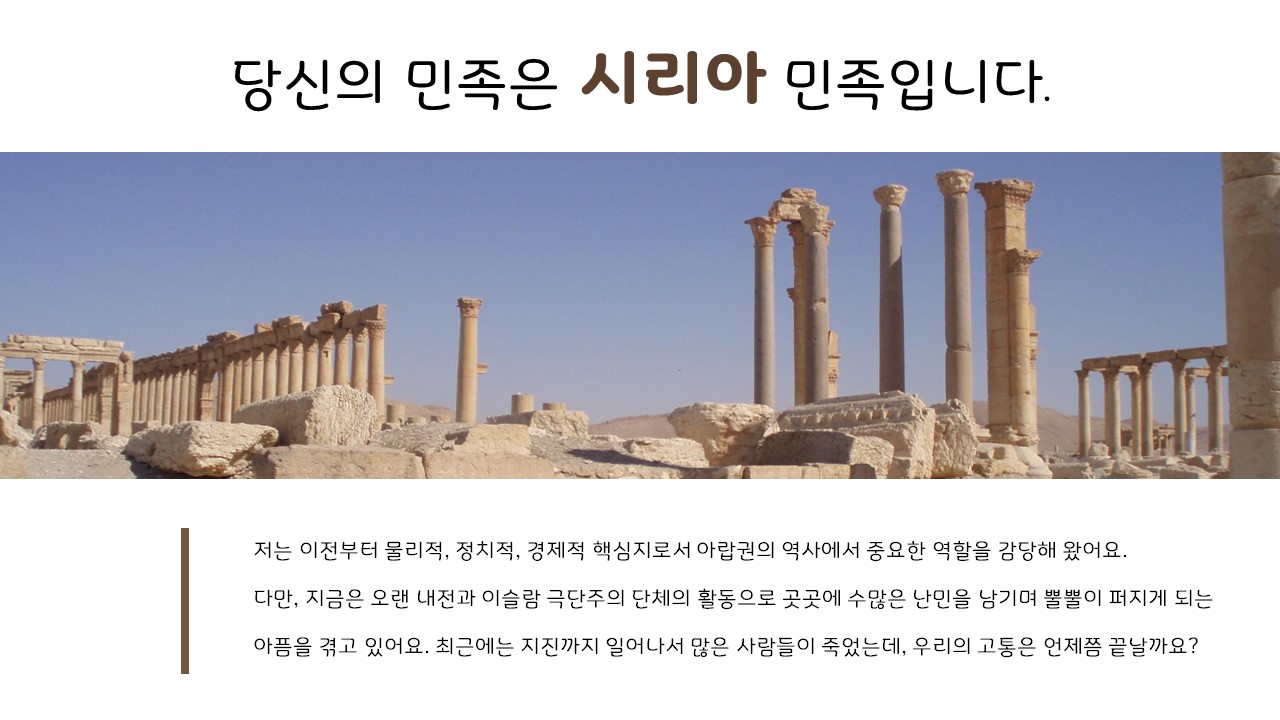 당신의 민족은 시리아 민족입니다.
저는 이전부터 물리적, 정치적, 경제적 핵심지로서 아랍권의 역사에서 중요한 역할을 감당해 왔어요.
다만, 지금은 오랜 내전과 이슬람 극단주의 단체의 활동으로 곳곳에 수많은 난민을 남기며 뿔뿔이 퍼지게 되는
아픔을 겪고 있어요. 최근에는 지진까지 일어나서 많은 사람들이 죽었는데, 우리의 고통은 언제쯤 끝날까요?